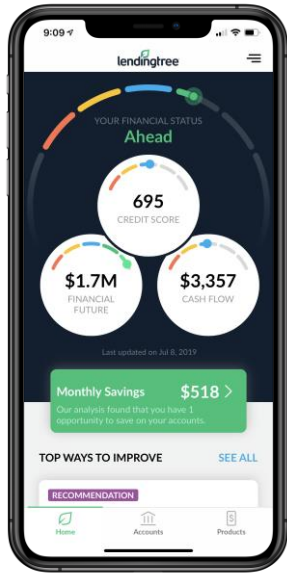 9:09
lendingtree
YOUR FINANCIAL STATUS
Ahead
695
CREDIT SCORE
$1.7M
FINANCIAL
FUTURE
$3,357
CASH FLOW
Last updated on Jul 8, 2019
Monthly Savings
$518 >
Our analysis found that you have 1
opportunity to save on your accounts.
TOP WAYS TO IMPROVE
SEE ALL
RECOMMENDATION
Home
Accounts
Products